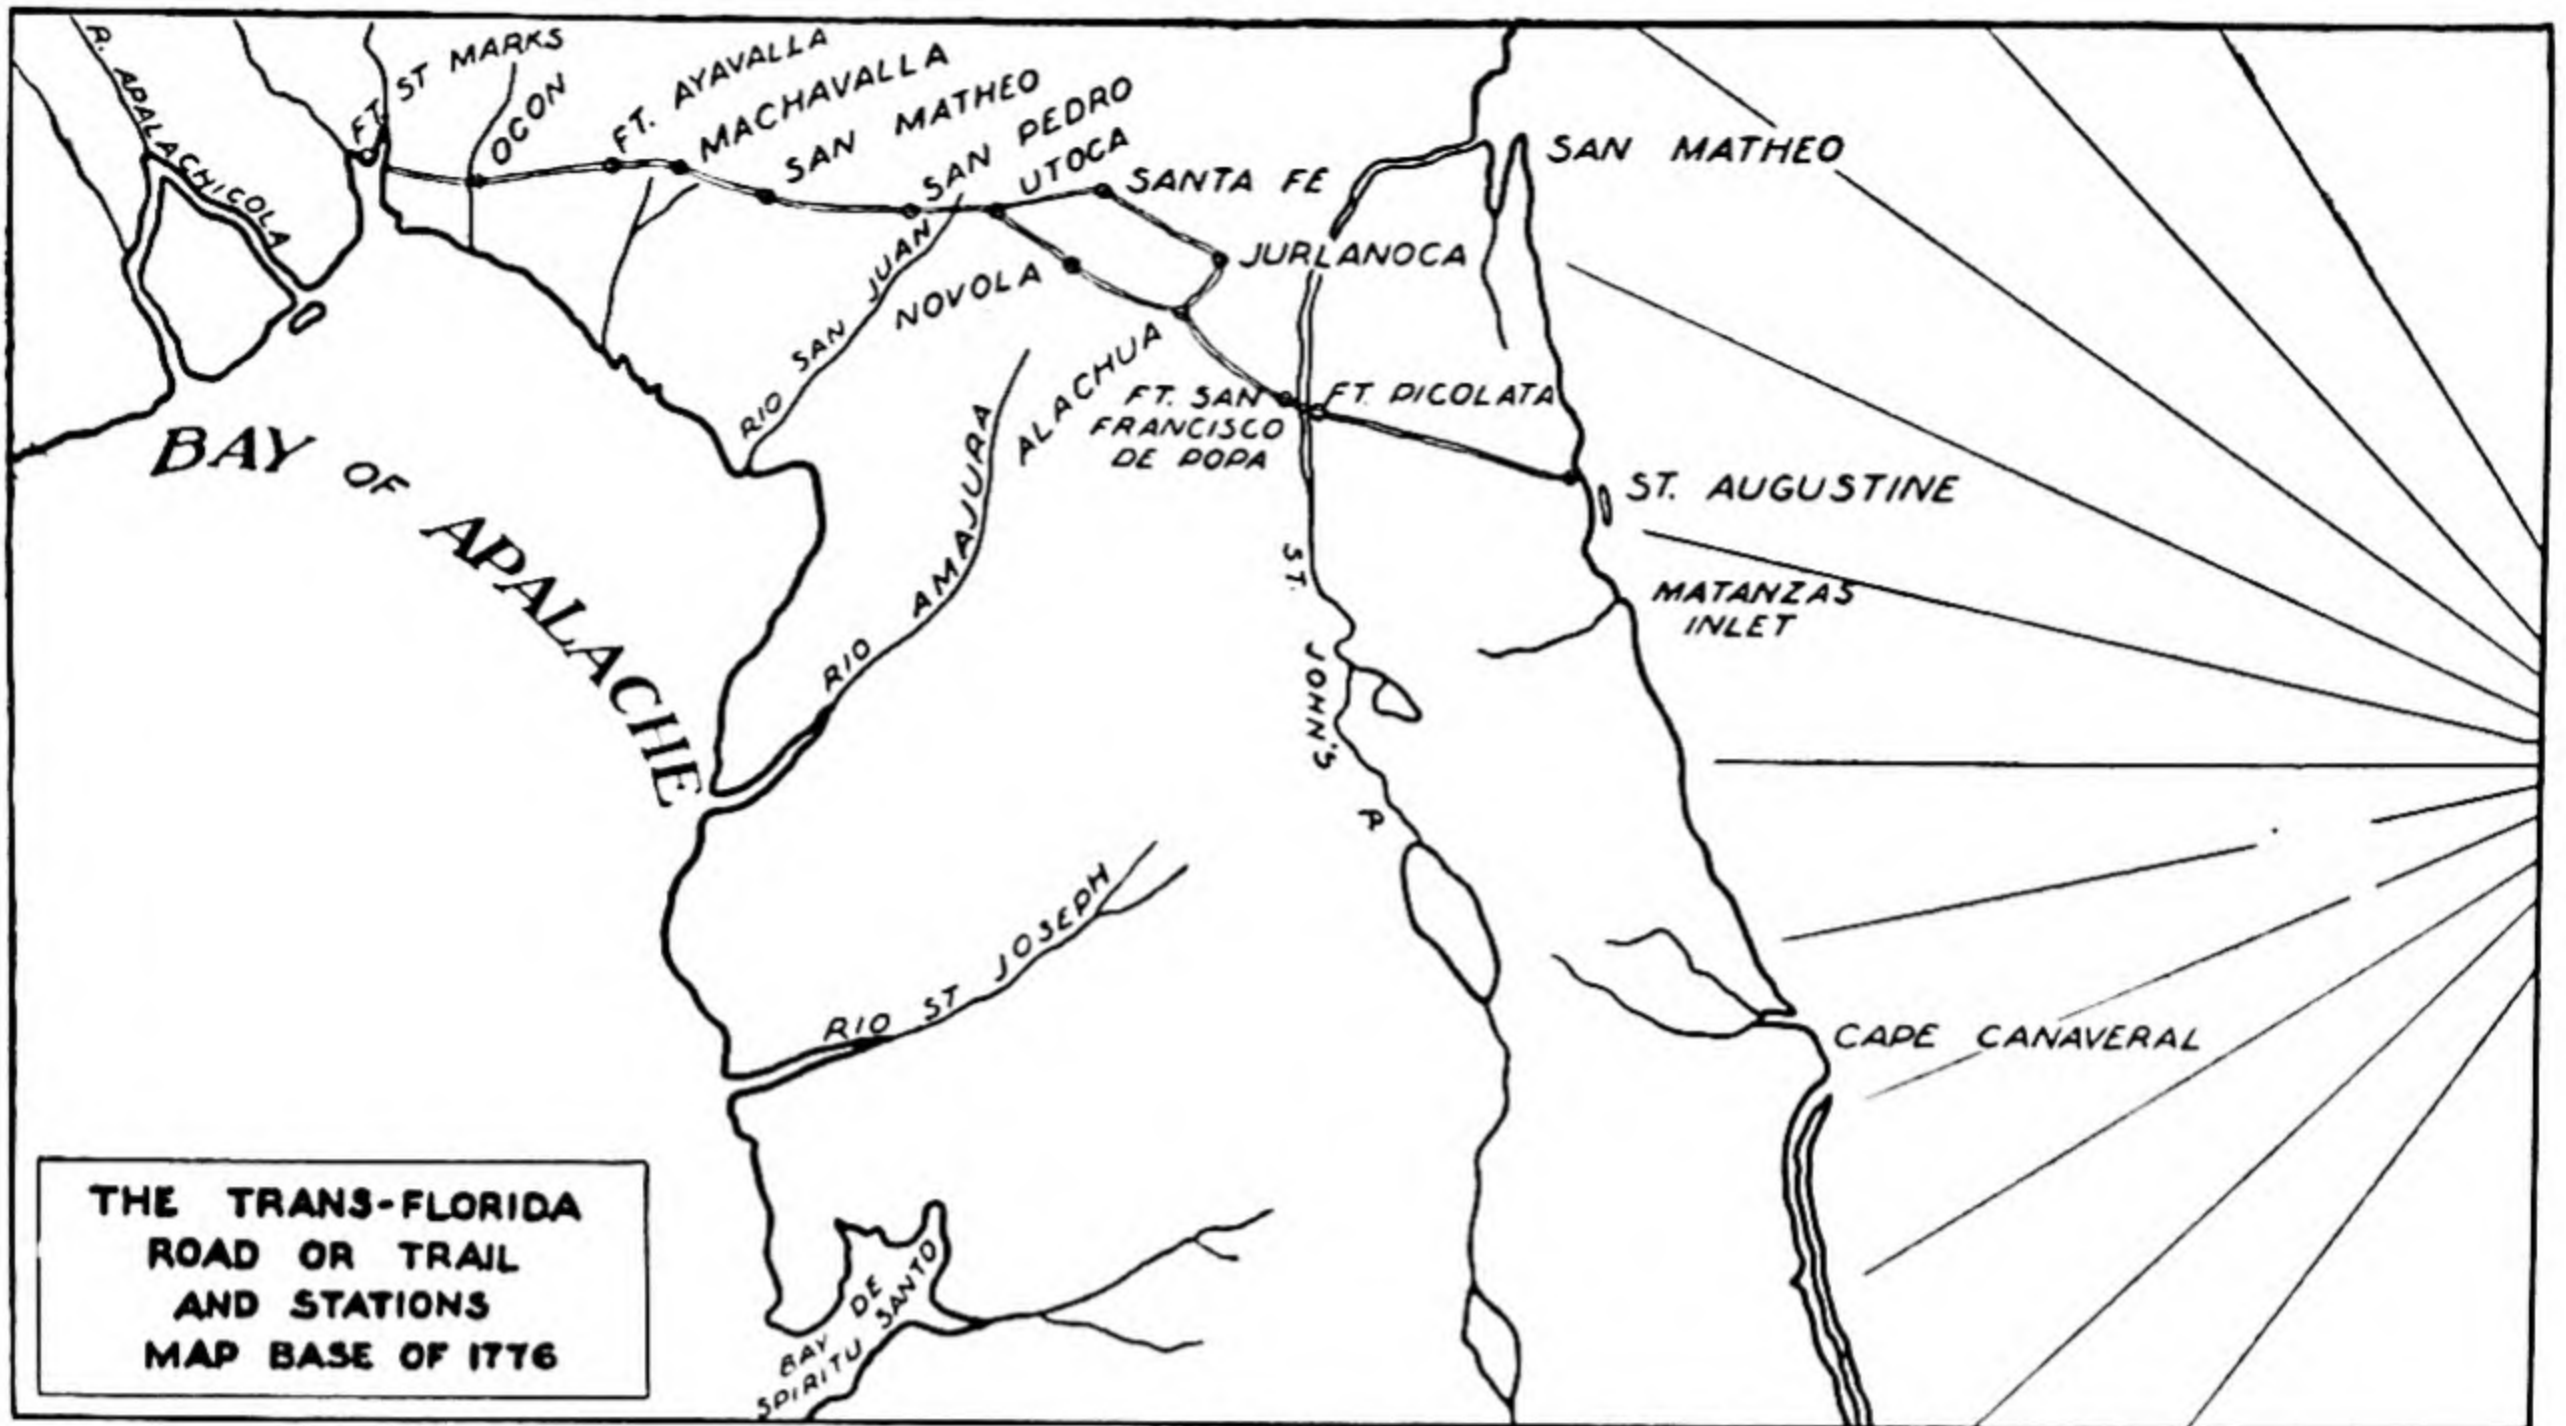 R. APALACHICOLA
FT. ST MARKS
OCON
FT. AYAVALLA
MACHAVALLA
SAN MATHEO
SAN PEDRO
UTOCA
SANTA FE
JURLANOCA
NOVOLA
ALACHUA
RIO SAN JUAN
RIO AMAJURA
FT. SAN
FRANCISCO
DE POPA
FT. PICOLATA
SAN MATHEO
ST. AUGUSTINE
MATANZAS
INLET
ST. JOHN'S R
BAY OF APALACHE
RIO ST JOSEPH
CAPE CANAVERAL
BAY DE
SPIRITU SANTO
THE TRANS-FLORIDA
ROAD OR TRAIL
AND STATIONS
MAP BASE OF 1776